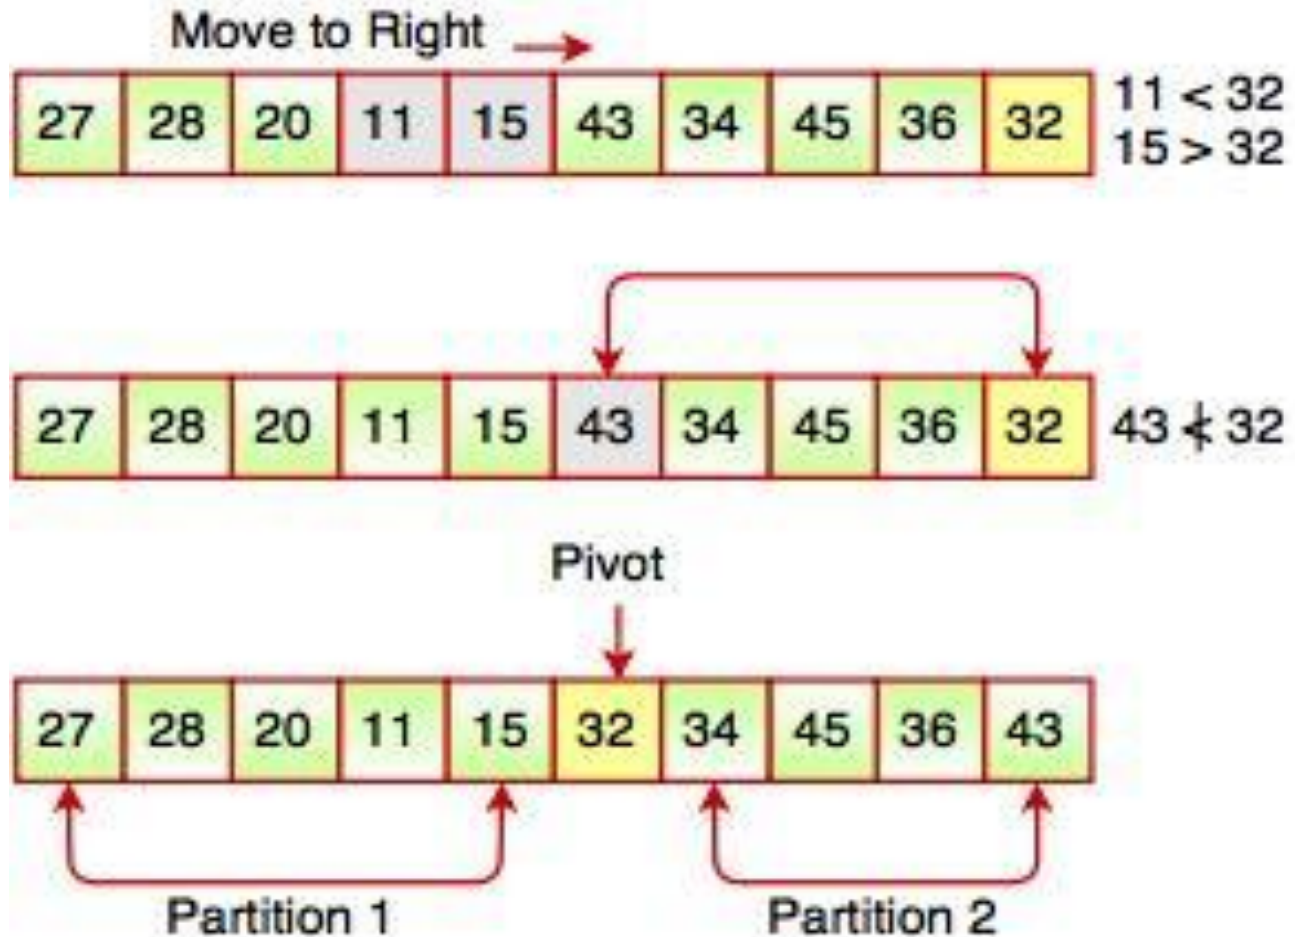 Move to Right
27 28 20 11 15 43 34 45 36 32
11 < 32
15 > 32
27 28 20 11 15 43 34 45 36 32
43 ≮ 32
Pivot
27 28 20 11 15 32 34 45 36 43
Partition 1
Partition 2